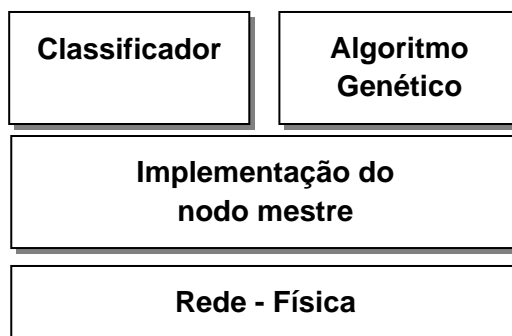 Classificador
Algoritmo
Genético
Implementação do
nodo mestre
Rede - Física